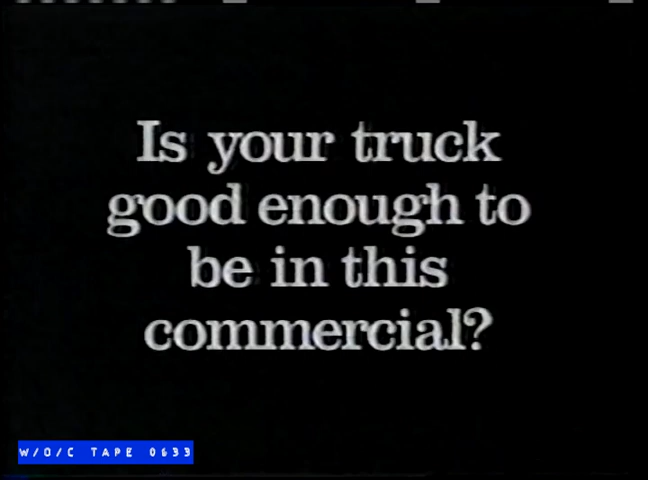 Is your truck
good enough to
be in this
commercial?
W/O/C TAPE 0633